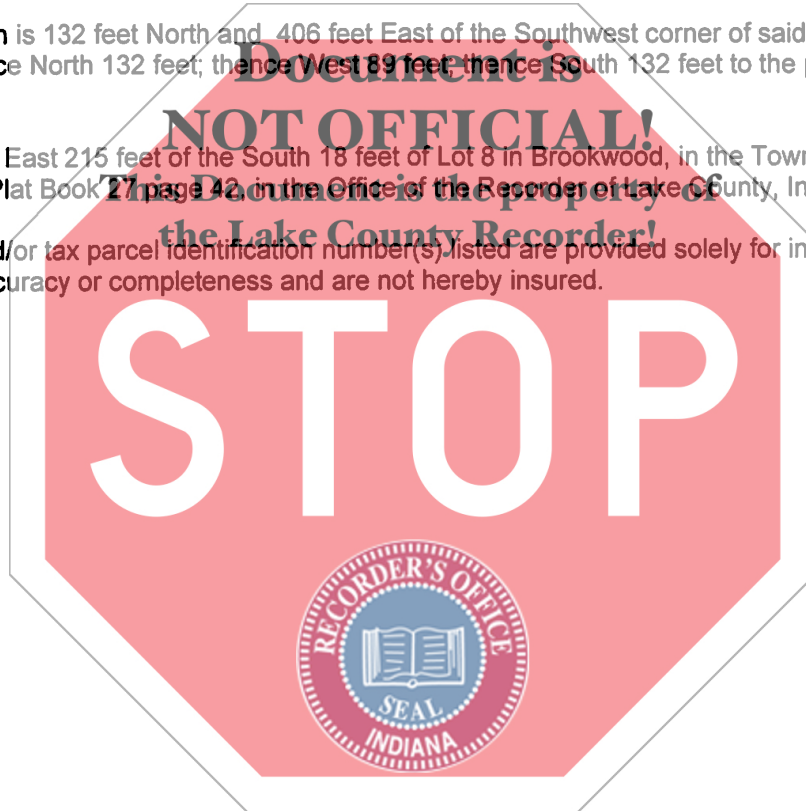 n is 132 feet North and 406 feet East of the Southwest corner of said
ce North 132 feet; thence West 89 feet; thence South 132 feet to the
Document is
NOT OFFICIAL!
East 215 feet of the South 18 feet of Lot 8 in Brookwood, in the Town
Plat Book 27 page 42, in the Office of the Recorder of Lake County, In
This Document is the property of
the Lake County Recorder!
d/or tax parcel identification number(s) listed are provided solely for in
curacy or completeness and are not hereby insured.
STOP
RECORDER'S OFFICE
SEAL
INDIANA